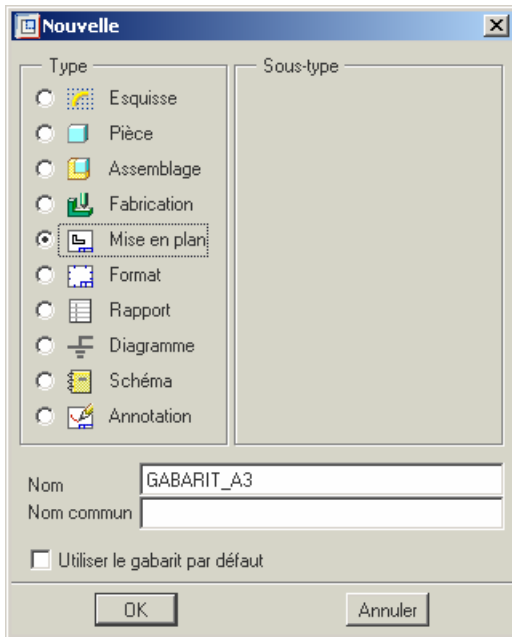 Nouvelle
Type
Sous-type
Esquisse
Pièce
Assemblage
Fabrication
Mise en plan
Format
Rapport
Diagramme
Schéma
Annotation
Nom GABARIT_A3
Nom commun
Utiliser le gabarit par défaut
OK Annuler